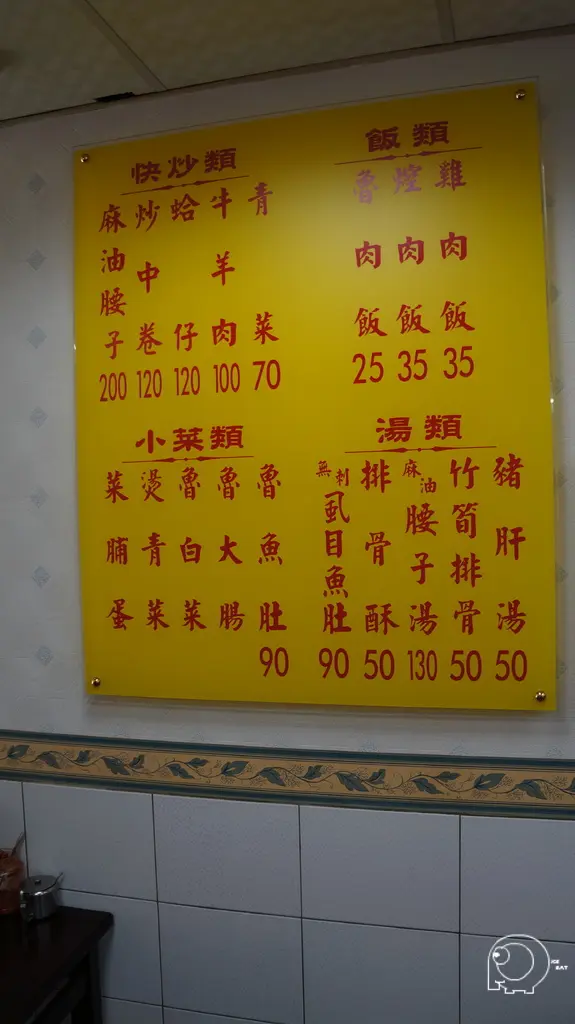 飯類
雞肉飯 35
焢肉飯 35
魯肉飯 25
快炒類
青菜 70
牛羊肉 100
蛤仔 120
炒中卷 120
麻油腰子 200
湯類
豬肝湯 50
竹筍排骨 50
麻油腰子湯 130
排骨酥 50
無刺虱目魚肚 90
小菜類
魯魚肚 90
魯大腸
魯白菜
燙青菜
菜脯蛋
ICE
EAT